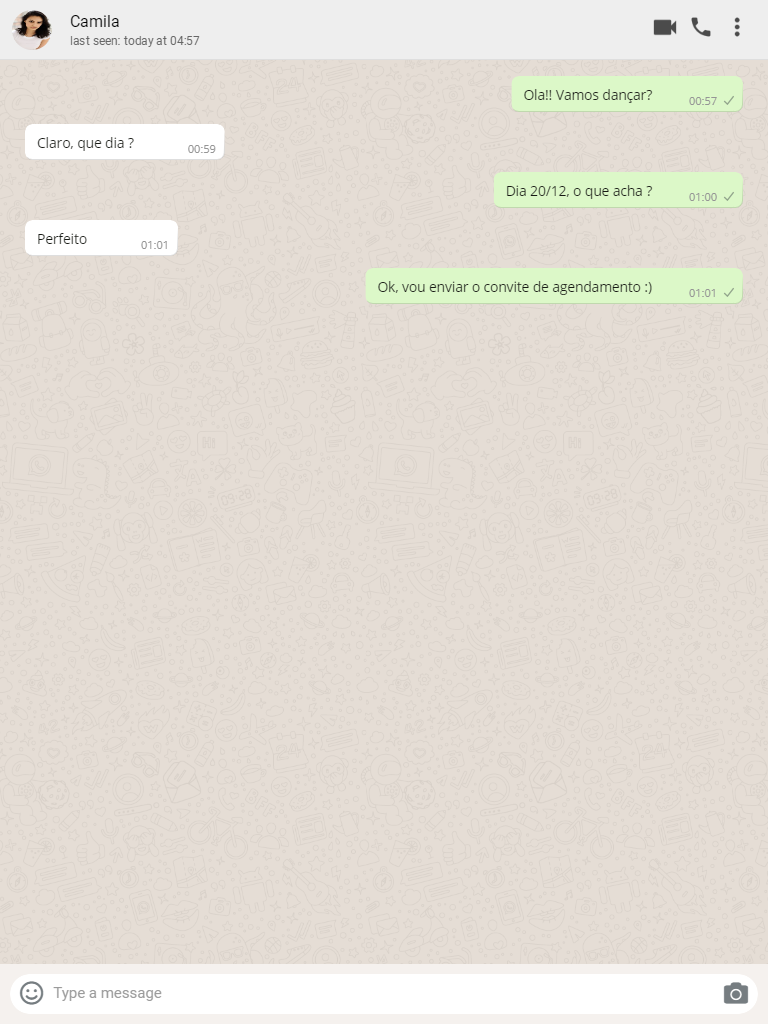 Camila
last seen: today at 04:57
Ola!! Vamos dançar?
00:57
Claro, que dia ?
00:59
Dia 20/12, o que acha ?
01:00
Perfeito
01:01
Ok, vou enviar o convite de agendamento :)
01:01
Type a message